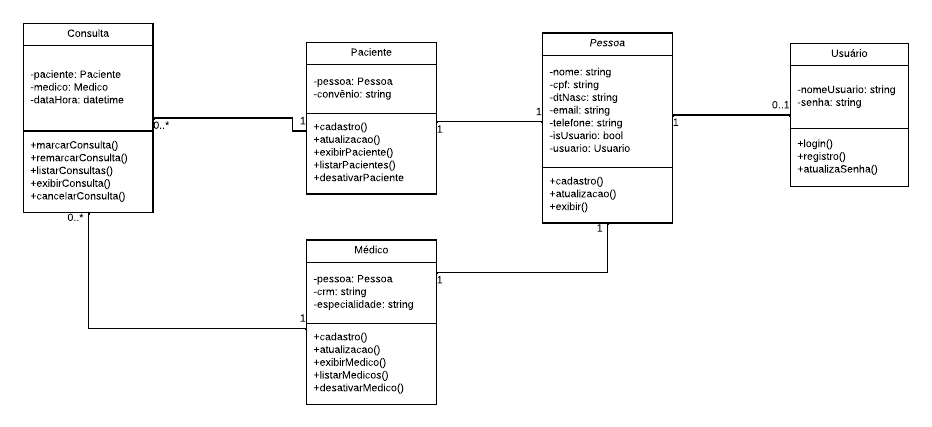 Consulta
-paciente: Paciente
-medico: Medico
-dataHora: datetime
+marcarConsulta()
+remarcarConsulta()
+listarConsultas()
+exibirConsulta()
+cancelarConsulta()
0..*
0..*
Paciente
-pessoa: Pessoa
-convênio: string
+cadastro()
+atualizacao()
+exibirPaciente()
+listarPacientes()
+desativarPaciente
1
1
Médico
-pessoa: Pessoa
-crm: string
-especialidade: string
+cadastro()
+atualizacao()
+exibirMedico()
+listarMedicos()
+desativarMedico()
1
1
Pessoa
-nome: string
-cpf: string
-dtNasc: string
-email: string
-telefone: string
-isUsuario: bool
-usuario: Usuario
+cadastro()
+atualizacao()
+exibir()
1
1
1
Usuário
-nomeUsuario: string
-senha: string
+login()
+registro()
+atualizaSenha()
0..1